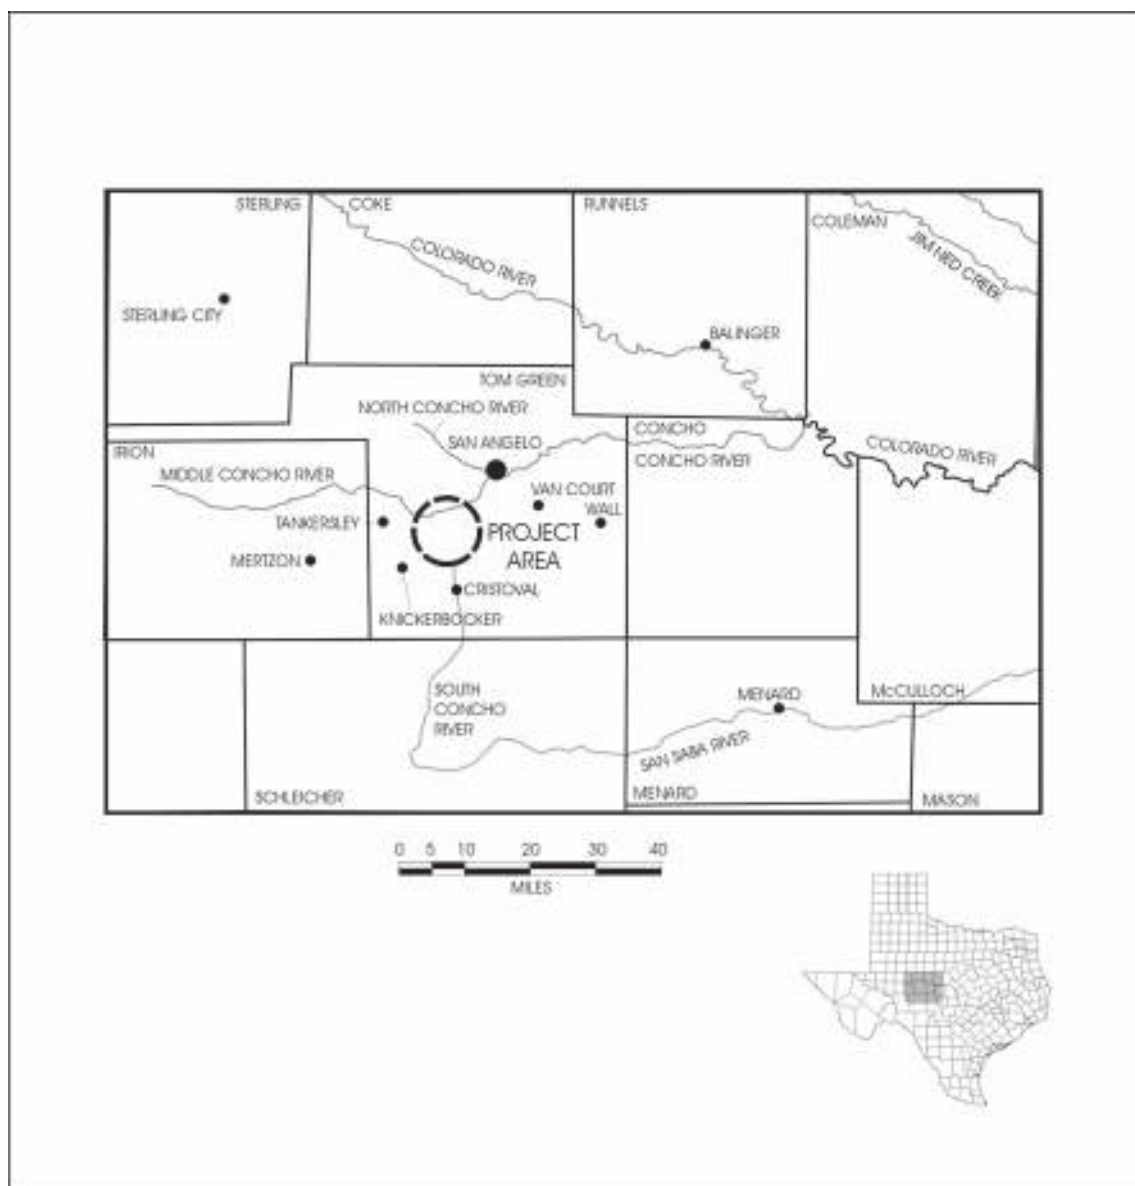 STERLING
COKE
RUNNELS
COLEMAN
JIM NED CREEK
COLORADO RIVER
STERLING CITY
BALINGER
TOM GREEN
NORTH CONCHO RIVER
SAN ANGELO
CONCHO
CONCHO RIVER
COLORADO RIVER
IRION
MIDDLE CONCHO RIVER
VAN COURT
WALL
TANKERSLEY
PROJECT
AREA
MERTZON
CRISTOVAL
KNICKERBOCKER
SOUTH
CONCHO
RIVER
MENARD
McCULLOCH
SAN SABA RIVER
SCHLEICHER
MENARD
MASON
0 5 10 20 30 40
MILES